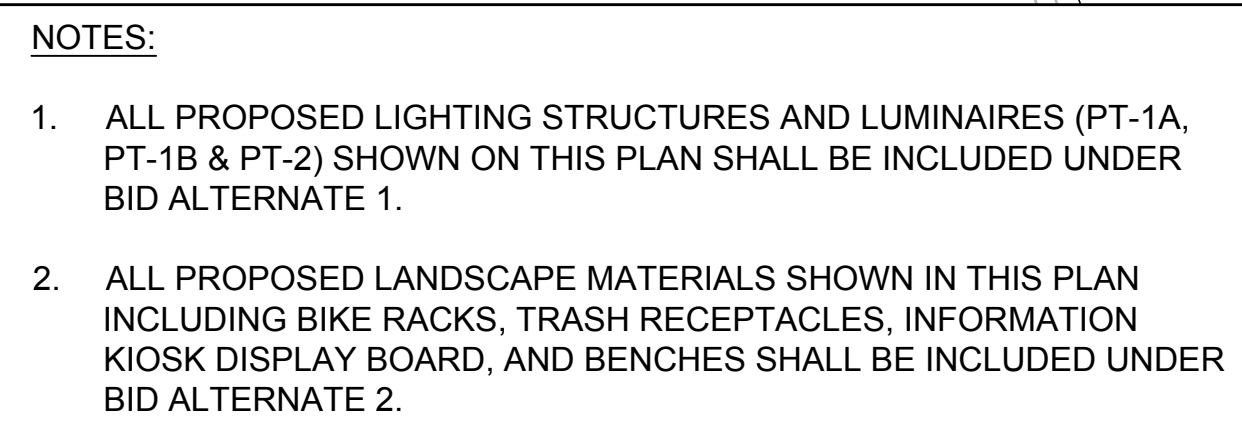 NOTES:
1. ALL PROPOSED LIGHTING STRUCTURES AND LUMINAIRES (PT-1A,
PT-1B & PT-2) SHOWN ON THIS PLAN SHALL BE INCLUDED UNDER
BID ALTERNATE 1.
2. ALL PROPOSED LANDSCAPE MATERIALS SHOWN IN THIS PLAN
INCLUDING BIKE RACKS, TRASH RECEPTACLES, INFORMATION
KIOSK DISPLAY BOARD, AND BENCHES SHALL BE INCLUDED UNDER
BID ALTERNATE 2.